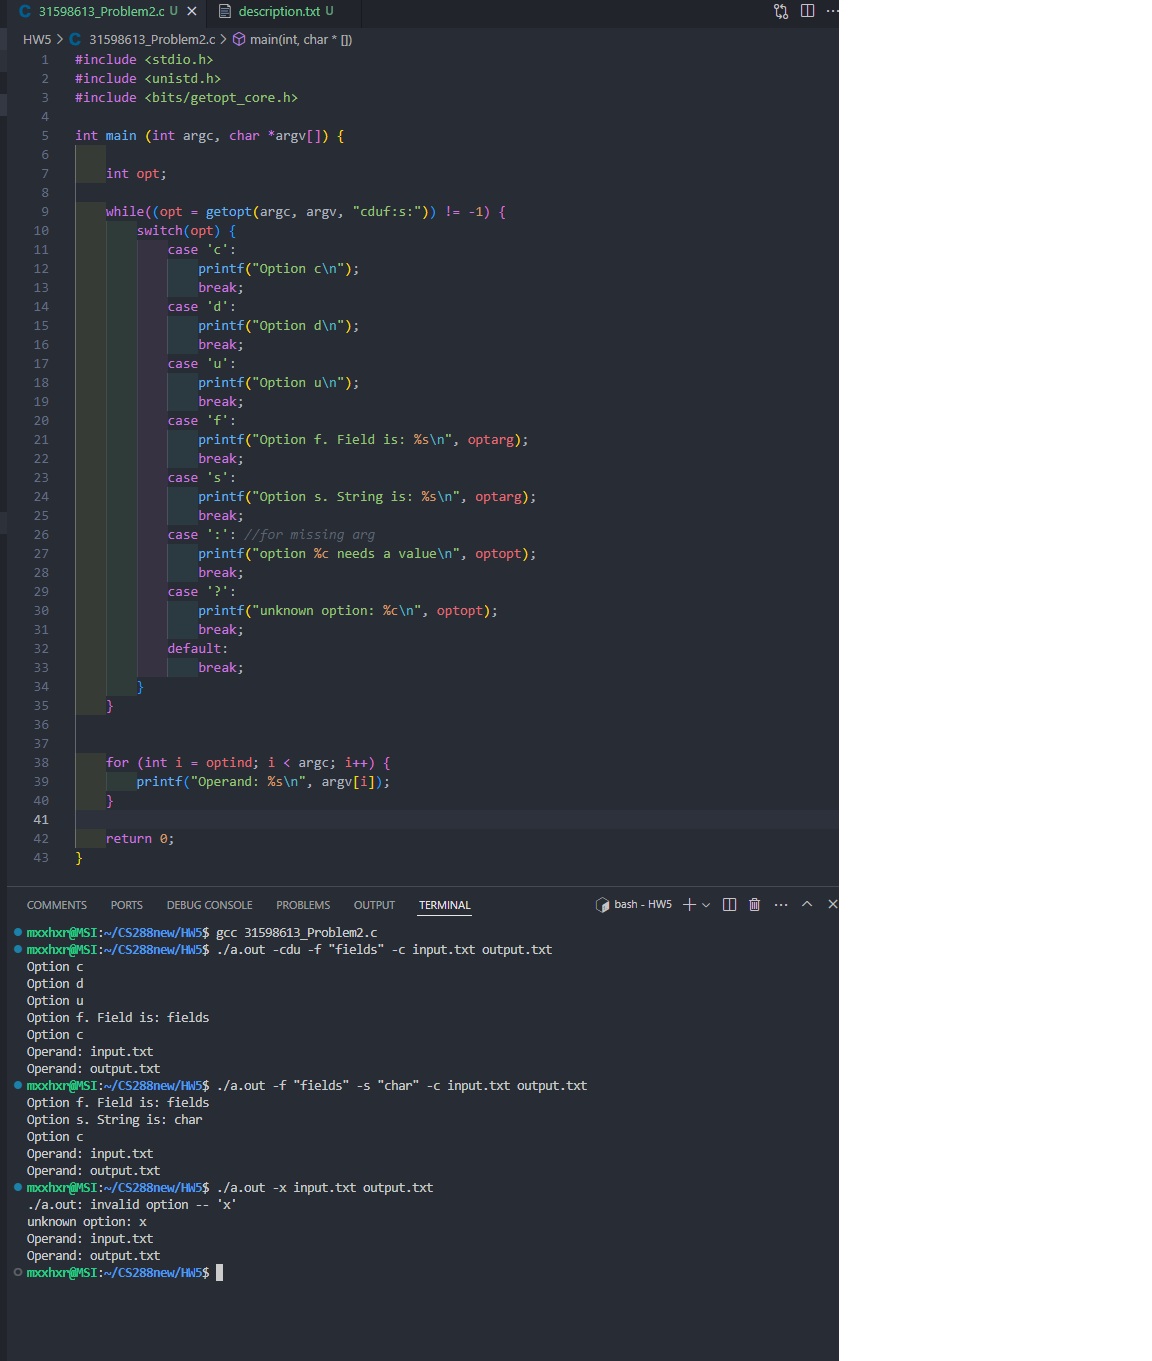 31598613_Problem2.c U
description.txt U
HW5 > 31598613_Problem2.c > main(int, char * [])
1 #include <stdio.h>
2 #include <unistd.h>
3 #include <bits/getopt_core.h>
4
5 int main (int argc, char *argv[]) {
6
7 int opt;
8
9 while((opt = getopt(argc, argv, "cduf:s:")) != -1) {
10 switch(opt) {
11 case 'c':
12 printf("Option c\n");
13 break;
14 case 'd':
15 printf("Option d\n");
16 break;
17 case 'u':
18 printf("Option u\n");
19 break;
20 case 'f':
21 printf("Option f. Field is: %s\n", optarg);
22 break;
23 case 's':
24 printf("Option s. String is: %s\n", optarg);
25 break;
26 case ':': //for missing arg
27 printf("option %c needs a value\n", optopt);
28 break;
29 case '?':
30 printf("unknown option: %c\n", optopt);
31 break;
32 default:
33 break;
34 }
35 }
36
37
38 for (int i = optind; i < argc; i++) {
39 printf("Operand: %s\n", argv[i]);
40 }
41
42 return 0;
43 }
COMMENTS PORTS DEBUG CONSOLE PROBLEMS OUTPUT TERMINAL bash - HW5
mxxhxr@MSI:~/CS288new/HW5$ gcc 31598613_Problem2.c
mxxhxr@MSI:~/CS288new/HW5$ ./a.out -cdu -f "fields" -c input.txt output.txt
Option c
Option d
Option u
Option f. Field is: fields
Option c
Operand: input.txt
Operand: output.txt
mxxhxr@MSI:~/CS288new/HW5$ ./a.out -f "fields" -s "char" -c input.txt output.txt
Option f. Field is: fields
Option s. String is: char
Option c
Operand: input.txt
Operand: output.txt
mxxhxr@MSI:~/CS288new/HW5$ ./a.out -x input.txt output.txt
./a.out: invalid option -- 'x'
unknown option: x
Operand: input.txt
Operand: output.txt
mxxhxr@MSI:~/CS288new/HW5$